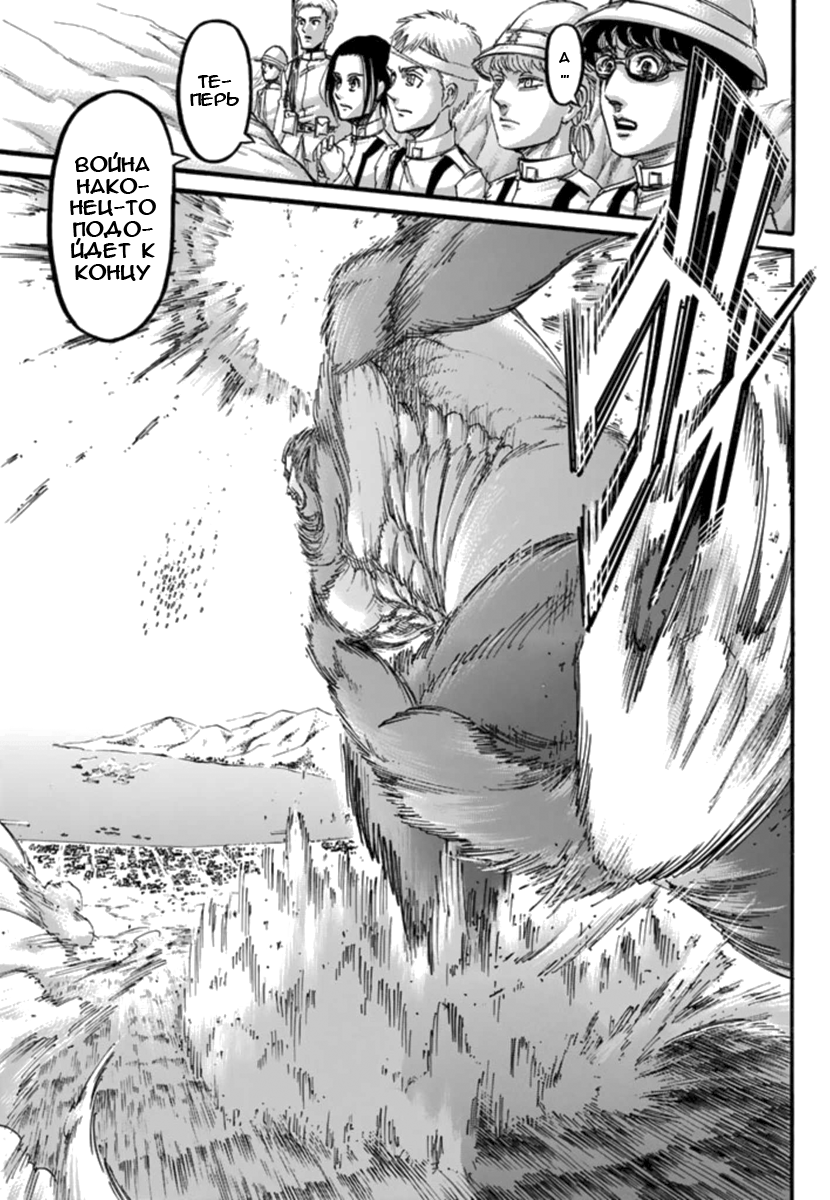 А
...
ТЕ-
ПЕРЬ
ВОЙНА
НАКО-
НЕЦ-ТО
ПОДО-
ЙДЕТ К
КОНЦУ